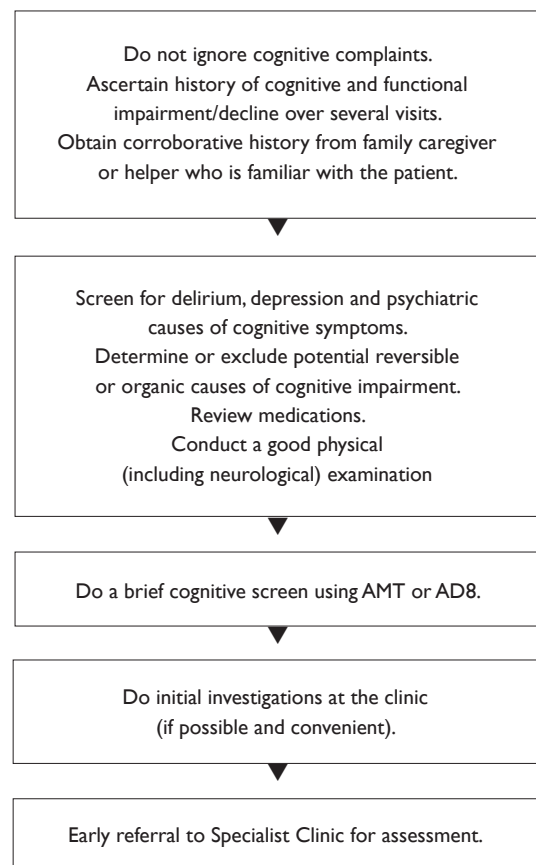 Do not ignore cognitive complaints.
Ascertain history of cognitive and functional
impairment/decline over several visits.
Obtain corroborative history from family caregiver
or helper who is familiar with the patient.
Screen for delirium, depression and psychiatric
causes of cognitive symptoms.
Determine or exclude potential reversible
or organic causes of cognitive impairment.
Review medications.
Conduct a good physical
(including neurological) examination
Do a brief cognitive screen using AMT or AD8.
Do initial investigations at the clinic
(if possible and convenient).
Early referral to Specialist Clinic for assessment.